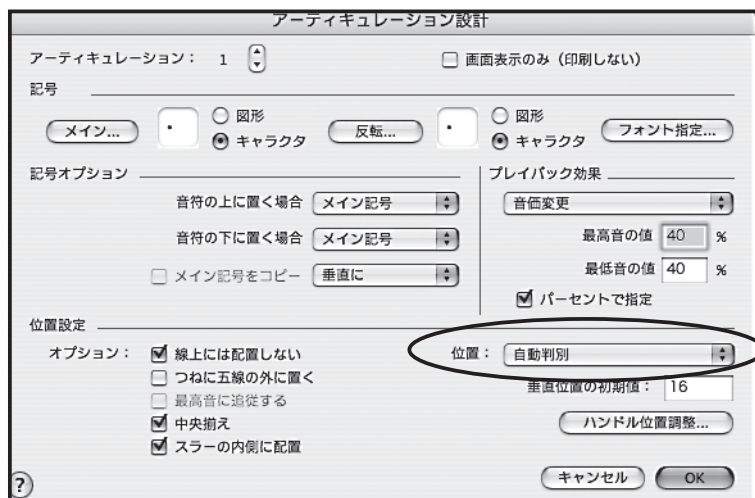 アーティキュレーション設計
アーティキュレーション： 1
画面表示のみ（印刷しない）
記号
メイン...
図形
キャラクタ
反転...
図形
キャラクタ
フォント指定...
記号オプション
音符の上に置く場合 メイン記号
音符の下に置く場合 メイン記号
メイン記号をコピー 垂直に
プレイバック効果
音価変更
最高音の値 40 %
最低音の値 40 %
パーセントで指定
位置設定
オプション： 線上には配置しない
つねに五線の外に置く
最高音に追従する
中央揃え
スラーの内側に配置
位置： 自動判別
垂直位置の初期値： 16
ハンドル位置調整...
?
キャンセル
OK